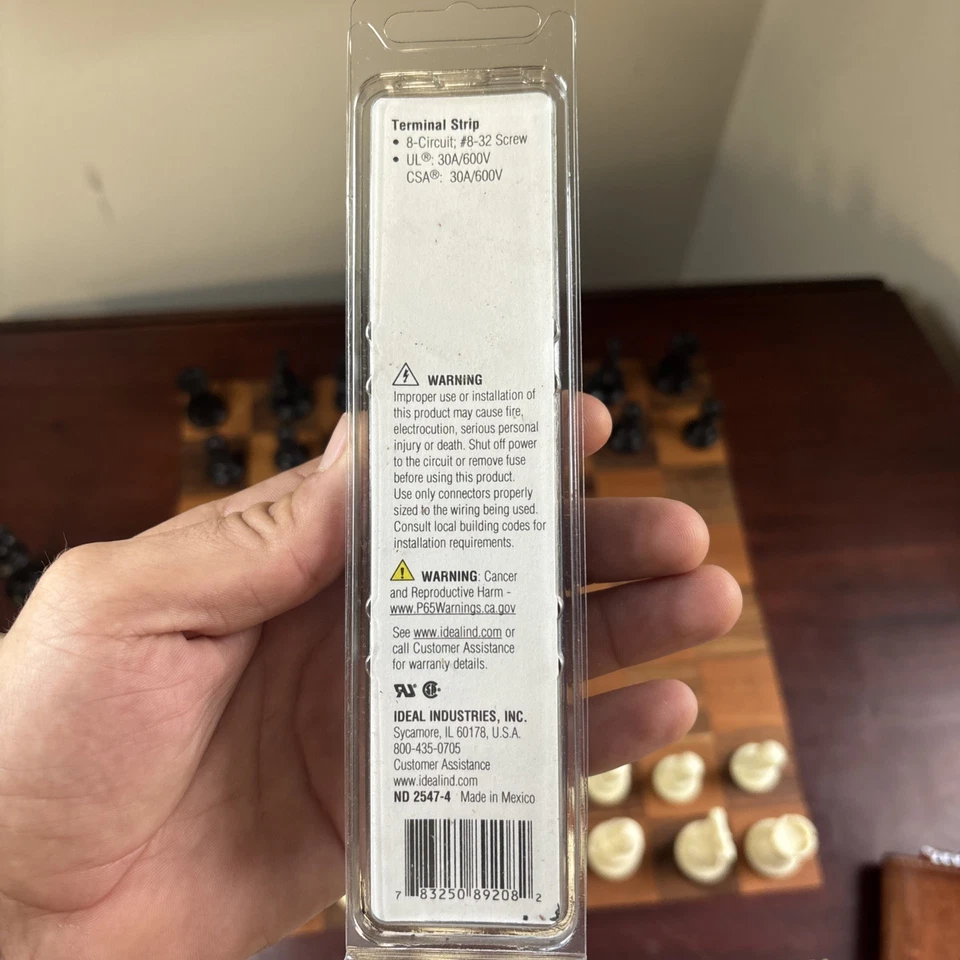 Terminal Strip
• 8-Circuit; #8-32 Screw
• UL®: 30A/600V
CSA®: 30A/600V
WARNING
Improper use or installation of
this product may cause fire,
electrocution, serious personal
injury or death. Shut off power
to the circuit or remove fuse
before using this product.
Use only connectors properly
sized to the wiring being used.
Consult local building codes for
installation requirements.
WARNING: Cancer
and Reproductive Harm -
www.P65Warnings.ca.gov
See www.idealind.com or
call Customer Assistance
for warranty details.
IDEAL INDUSTRIES, INC.
Sycamore, IL 60178, U.S.A.
800-435-0705
Customer Assistance
www.idealind.com
ND 2547-4 Made in Mexico
7 83250 89208 2